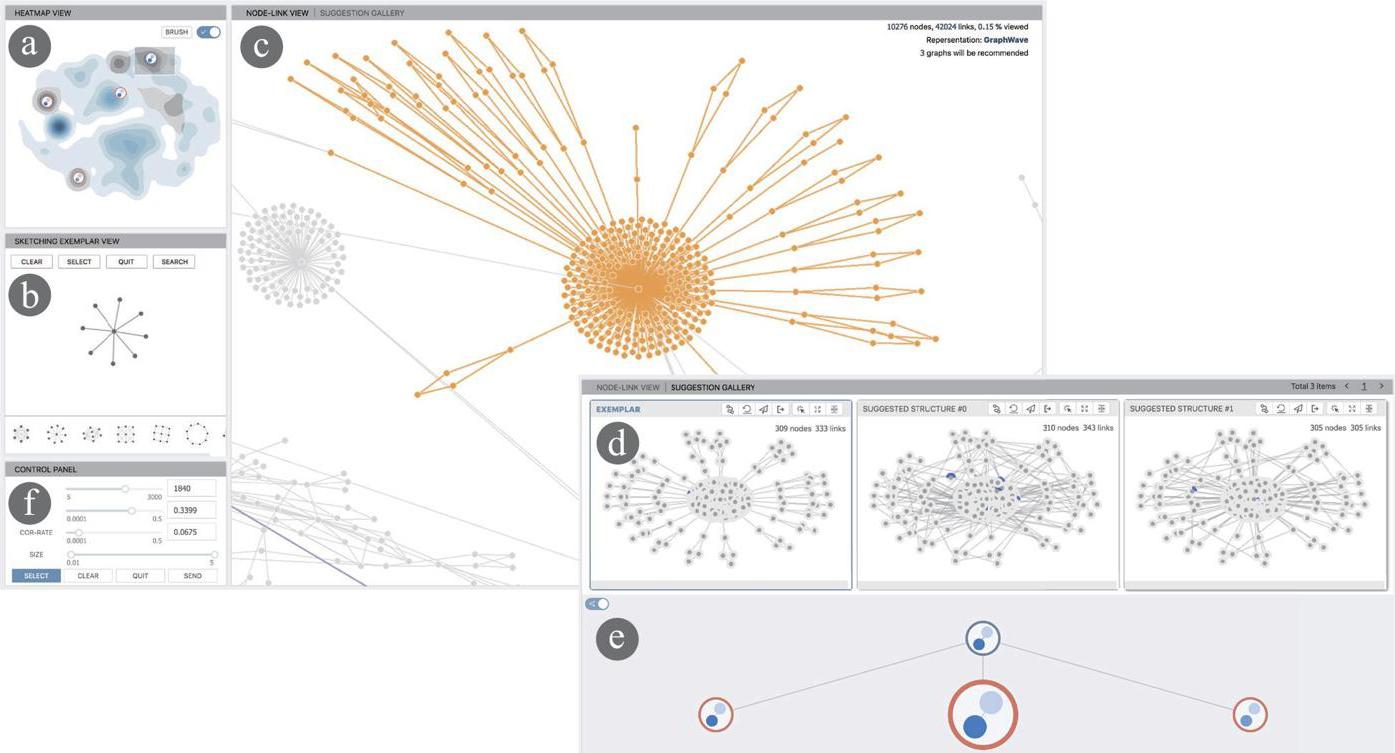 HEATMAP VIEW
BRUSH
a
SKETCHING EXEMPLAR VIEW
CLEAR SELECT QUIT SEARCH
b
CONTROL PANEL
f
5 3000 1840
0.0001 0.5 0.3399
COR-RATE 0.0001 0.5 0.0675
SIZE 0.01 5
SELECT CLEAR QUIT SEND
NODE-LINK VIEW | SUGGESTION GALLERY
c
10276 nodes, 42024 links, 0.15 % viewed
Repersentation: GraphWave
3 graphs will be recommended
NODE-LINK VIEW | SUGGESTION GALLERY
Total 3 items < 1 >
EXEMPLAR
d
309 nodes 333 links
SUGGESTED STRUCTURE #0
310 nodes 343 links
SUGGESTED STRUCTURE #1
305 nodes 305 links
e